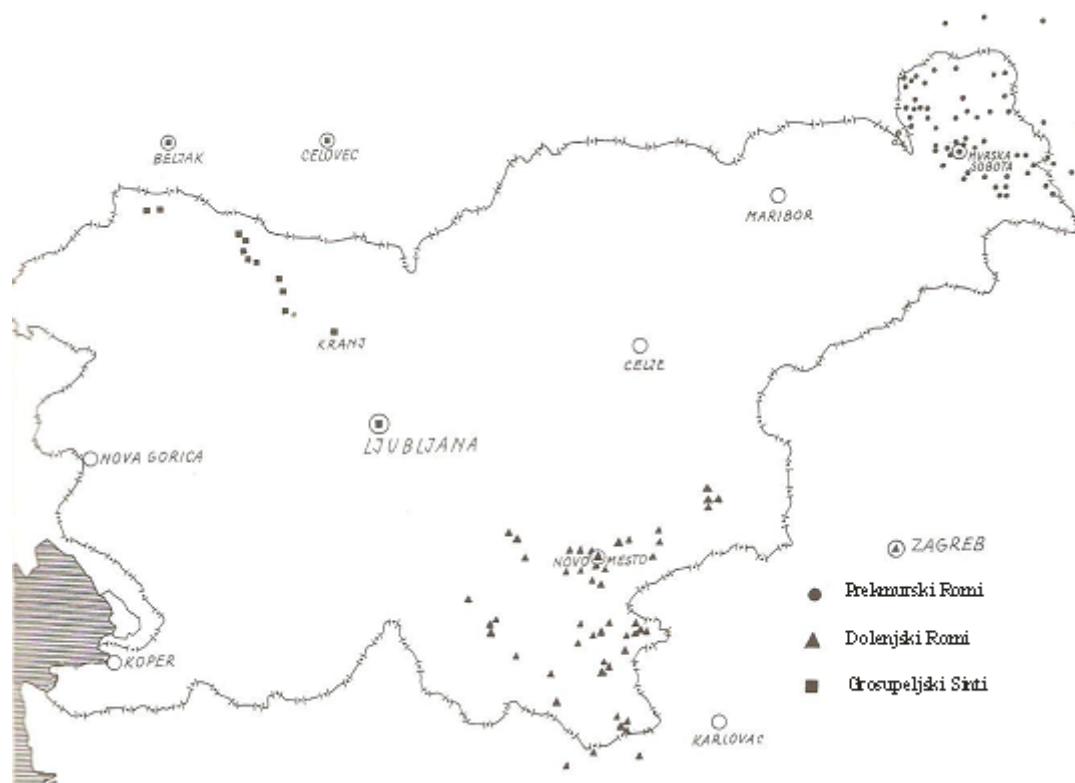 BELJAK
CELOVEC
MURSKA
SOBOTA
MARIBOR
KRANJ
CELJE
LJUBLJANA
NOVA GORICA
NOVO MESTO
ZAGREB
Prekmurski Romi
Dolenjski Romi
KOPER
Grosupeljski Sinti
KARLOVAC